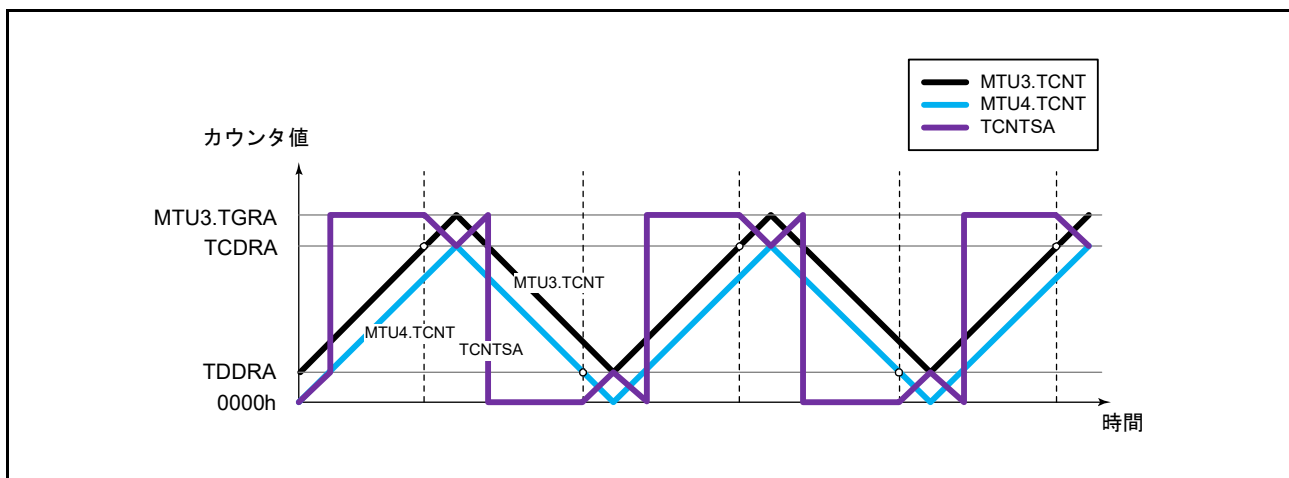 MTU3.TCNT
MTU4.TCNT
TCNTSA
カウンタ値
MTU3.TGRA
TCDRA
MTU3.TCNT
MTU4.TCNT
TCNTSA
TDDRA
0000h
時間